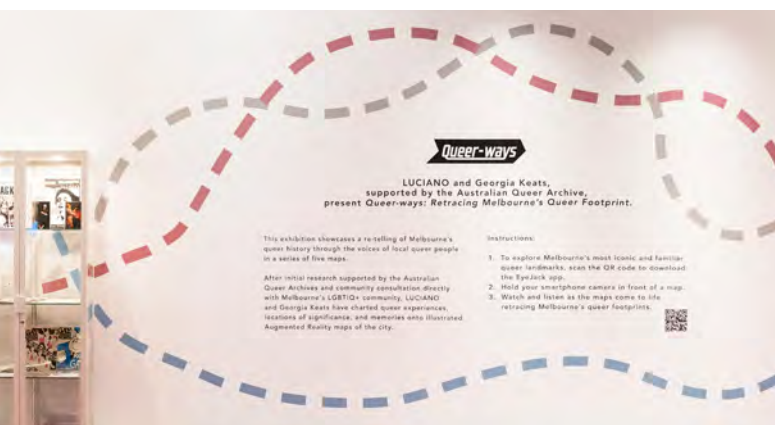 Queer-ways
LUCIANO and Georgia Keats,
supported by the Australian Queer Archive,
present Queer-ways: Retracing Melbourne's Queer Footprint.
This exhibition showcases a re-telling of Melbourne's
queer history through the voices of local queer people
in a series of five maps.
After initial research supported by the Australian
Queer Archives and community consultation directly
with Melbourne's LGBTIQ+ community, LUCIANO
and Georgia Keats have charted queer experiences,
locations of significance, and memories onto illustrated
Augmented Reality maps of the city.
Instructions:
1. To explore Melbourne's most iconic and familiar
queer landmarks, scan the QR code to download
the EyeJack app.
2. Hold your smartphone camera in front of a map.
3. Watch and listen as the maps come to life
retracing Melbourne's queer footprints.